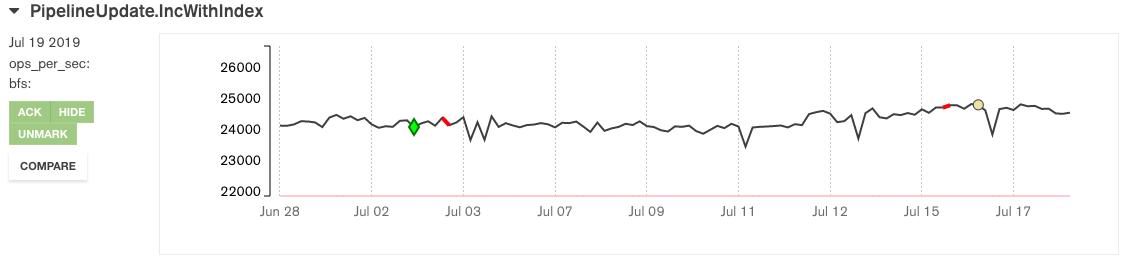 PipelineUpdate.IncWithIndex
Jul 19 2019
ops_per_sec:
bfs:
ACK HIDE
UNMARK
COMPARE
26000
25000
24000
23000
22000
Jun 28 Jul 02 Jul 03 Jul 07 Jul 09 Jul 11 Jul 12 Jul 15 Jul 17